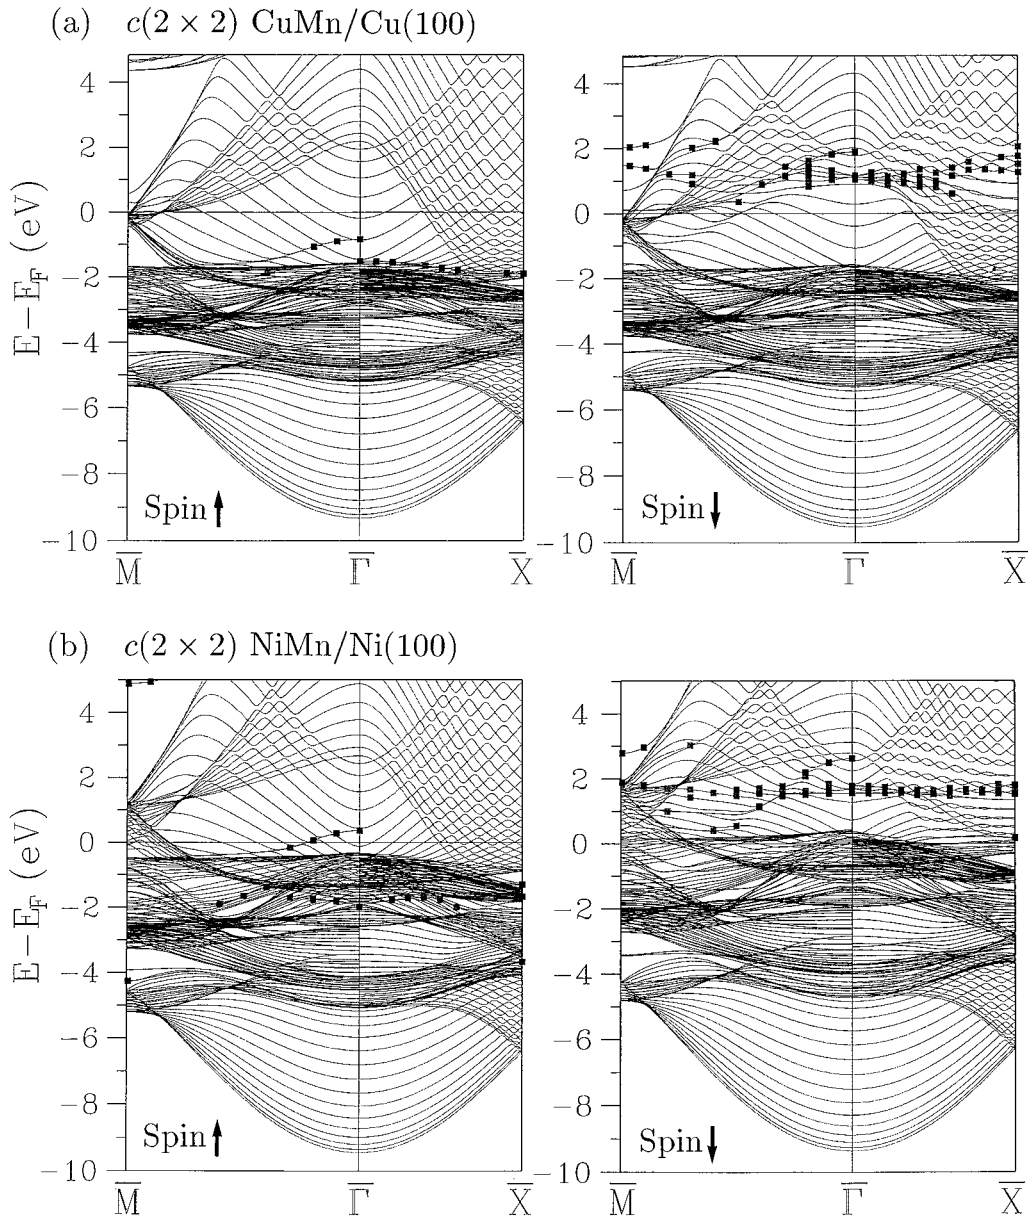 (a) c(2 × 2) CuMn/Cu(100)
E−E_F (eV)
4
2
0
−2
−4
−6
−8
−10
Spin
M̅ Γ̅ X̅
4
2
0
−2
−4
−6
−8
−10
Spin
M̅ Γ̅ X̅
(b) c(2 × 2) NiMn/Ni(100)
E−E_F (eV)
4
2
0
−2
−4
−6
−8
−10
Spin
M̅ Γ̅ X̅
4
2
0
−2
−4
−6
−8
−10
Spin
M̅ Γ̅ X̅